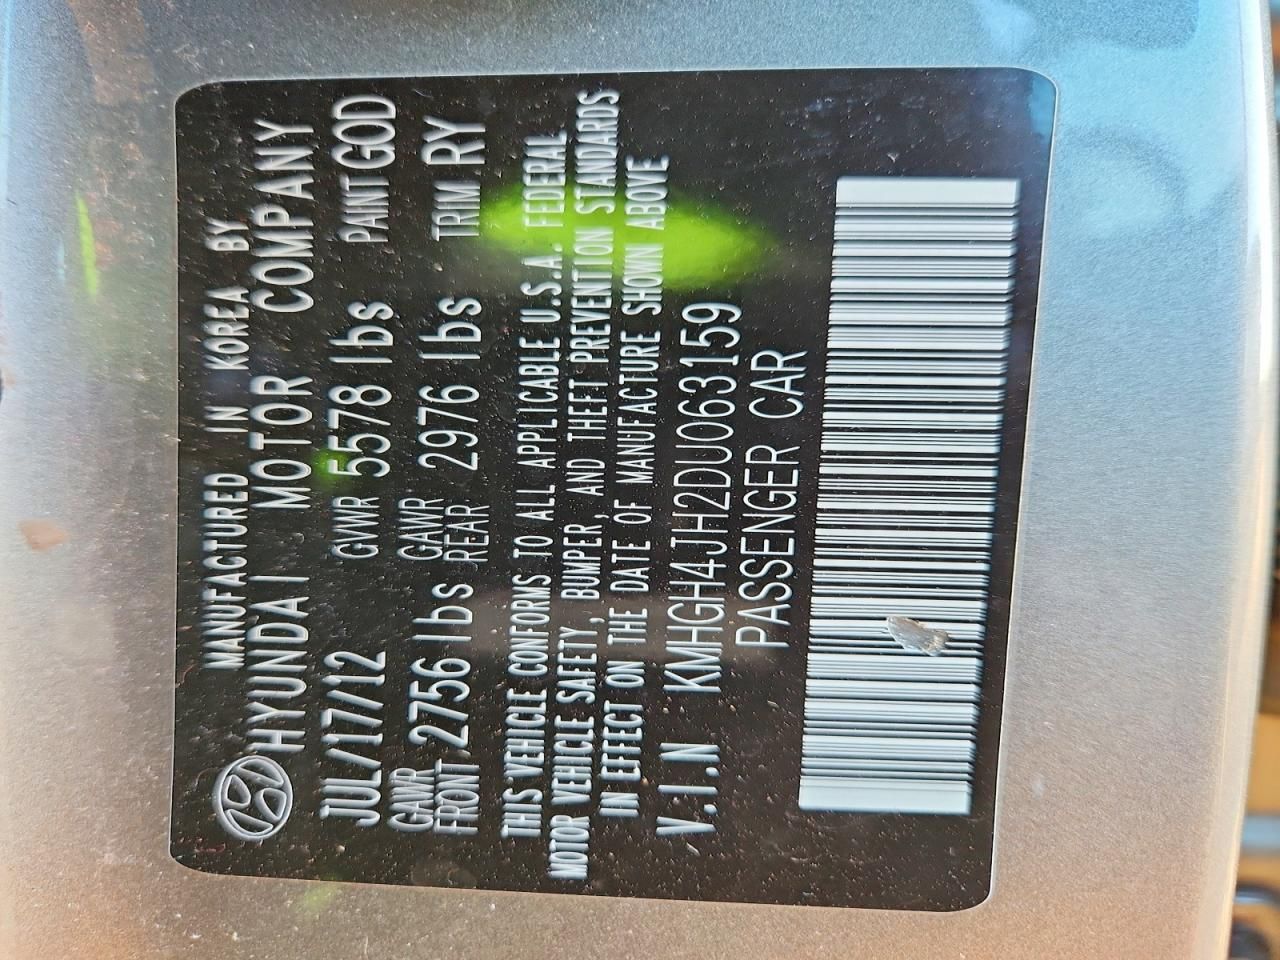 MANUFACTURED IN KOREA BY
HYUNDAI MOTOR COMPANY
JUL/17/12 GVWR 5578 lbs PAINT GOD
GAWR FRONT 2756 lbs GAWR REAR 2976 lbs TRIM RY
THIS VEHICLE CONFORMS TO ALL APPLICABLE U.S.A. FEDERAL
MOTOR VEHICLE SAFETY, BUMPER, AND THEFT PREVENTION STANDARDS
IN EFFECT ON THE DATE OF MANUFACTURE SHOWN ABOVE
V.I.N KMHGH4JH2DU063159
PASSENGER CAR